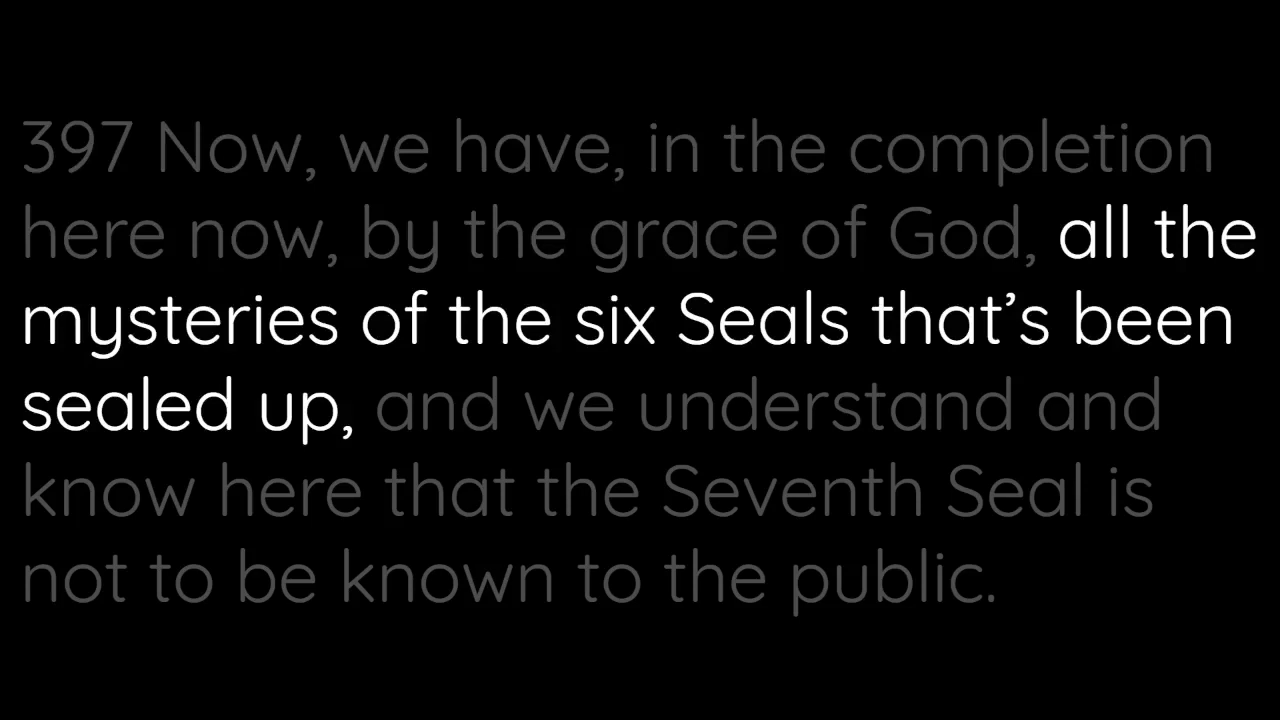 397 Now, we have, in the completion
here now, by the grace of God, all the
mysteries of the six Seals that’s been
sealed up, and we understand and
know here that the Seventh Seal is
not to be known to the public.